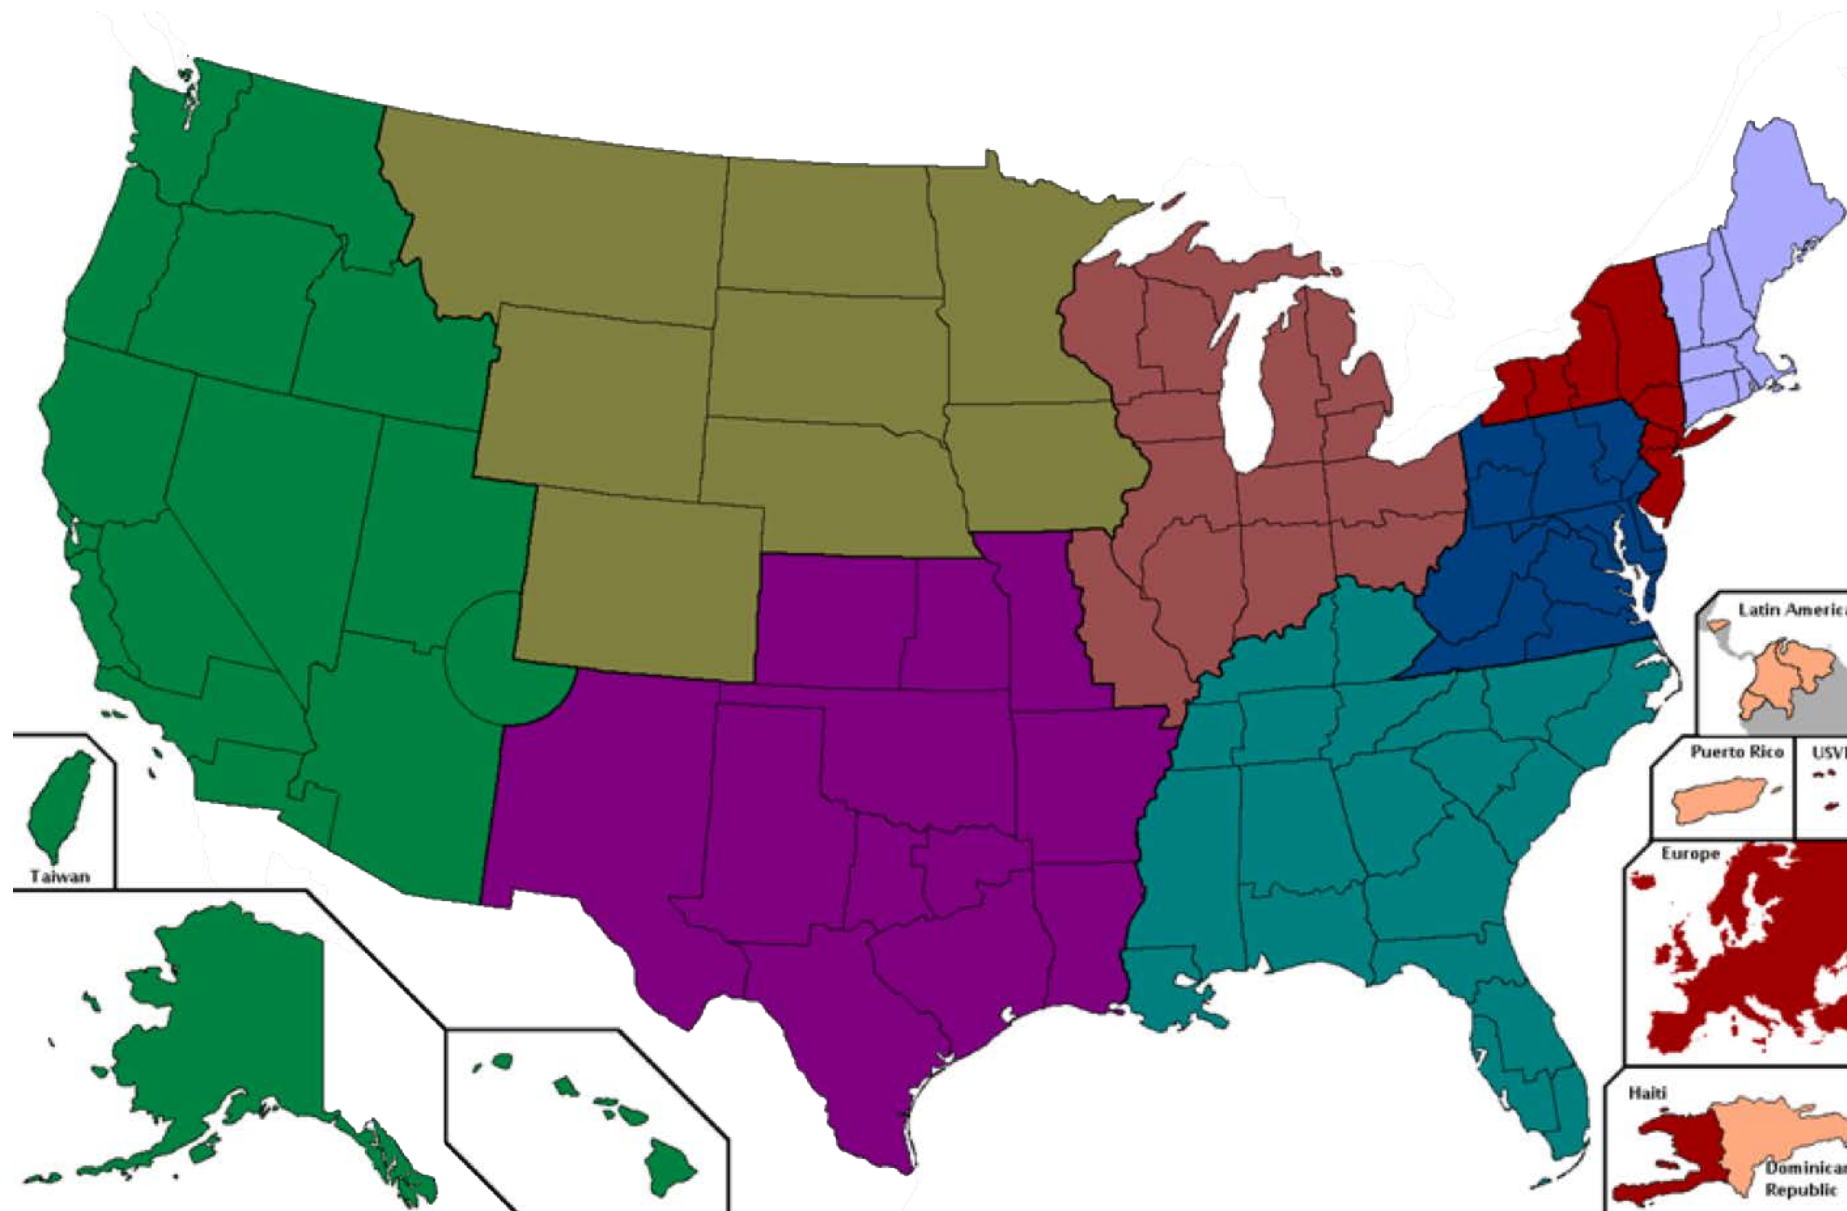 Latin America
Puerto Rico
USVI
Taiwan
Europe
Haiti
Dominican
Republic